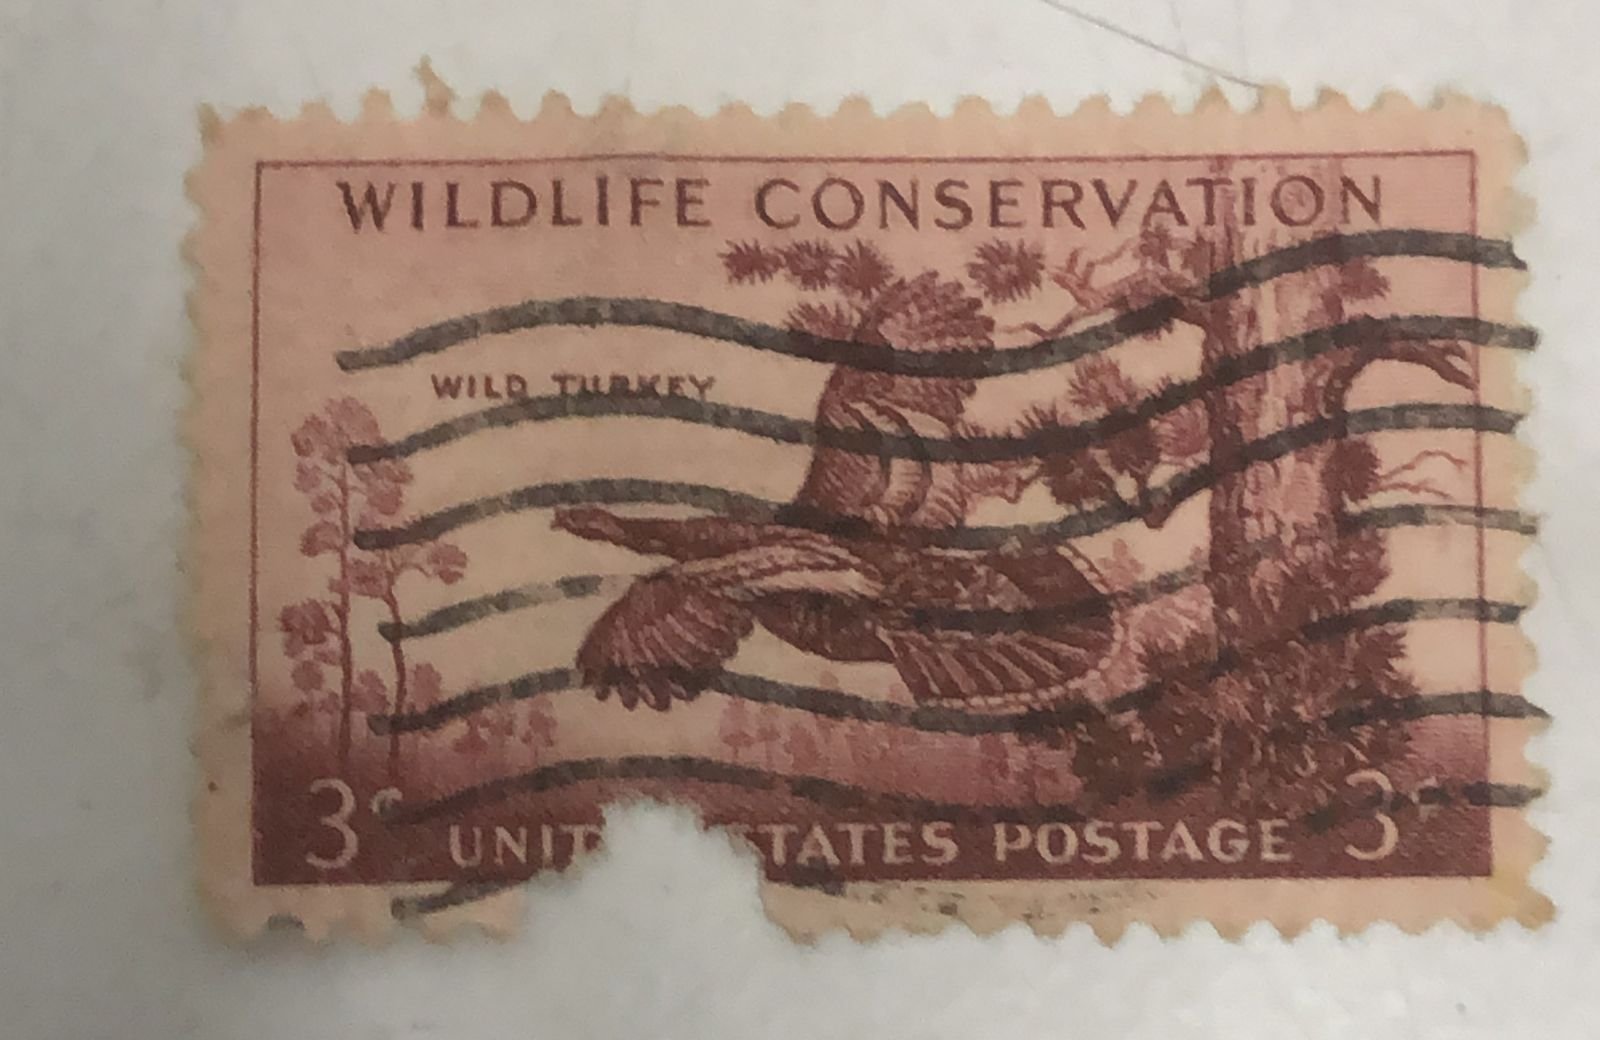 WILDLIFE CONSERVATION
WILD TURKEY
3¢ UNIT STATES POSTAGE 3¢